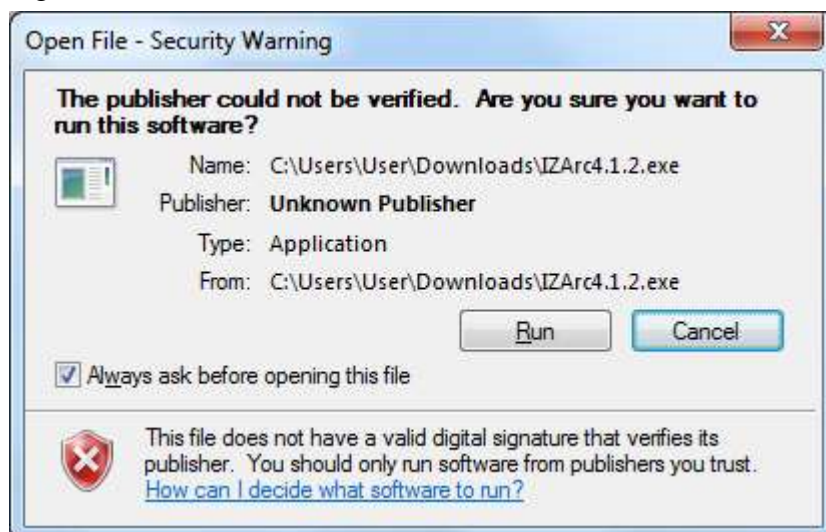 Open File - Security Warning
The publisher could not be verified. Are you sure you want to
run this software?
Name: C:\Users\User\Downloads\IZArc4.1.2.exe
Publisher: Unknown Publisher
Type: Application
From: C:\Users\User\Downloads\IZArc4.1.2.exe
Run Cancel
Always ask before opening this file
This file does not have a valid digital signature that verifies its
publisher. You should only run software from publishers you trust.
How can I decide what software to run?